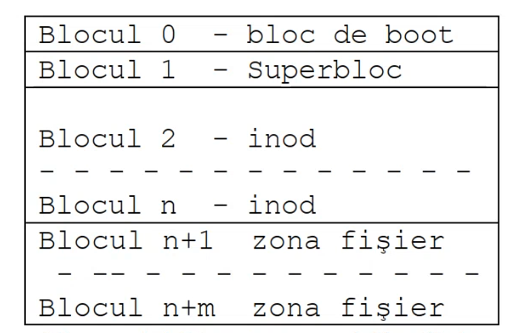 Blocul 0 - bloc de boot
Blocul 1 - Superbloc
Blocul 2 - inod
- - - - - - - - - - - - -
Blocul n - inod
Blocul n+1 zona fişier
- -- - - - - - - - - - -
Blocul n+m zona fişier